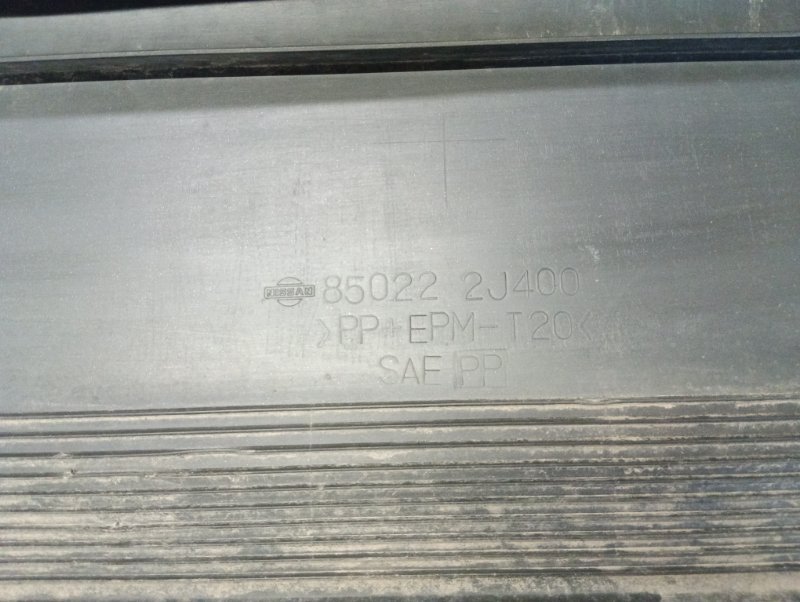 NISSAN 85022 2J400
>PP+EPM-T20<
SAE PP